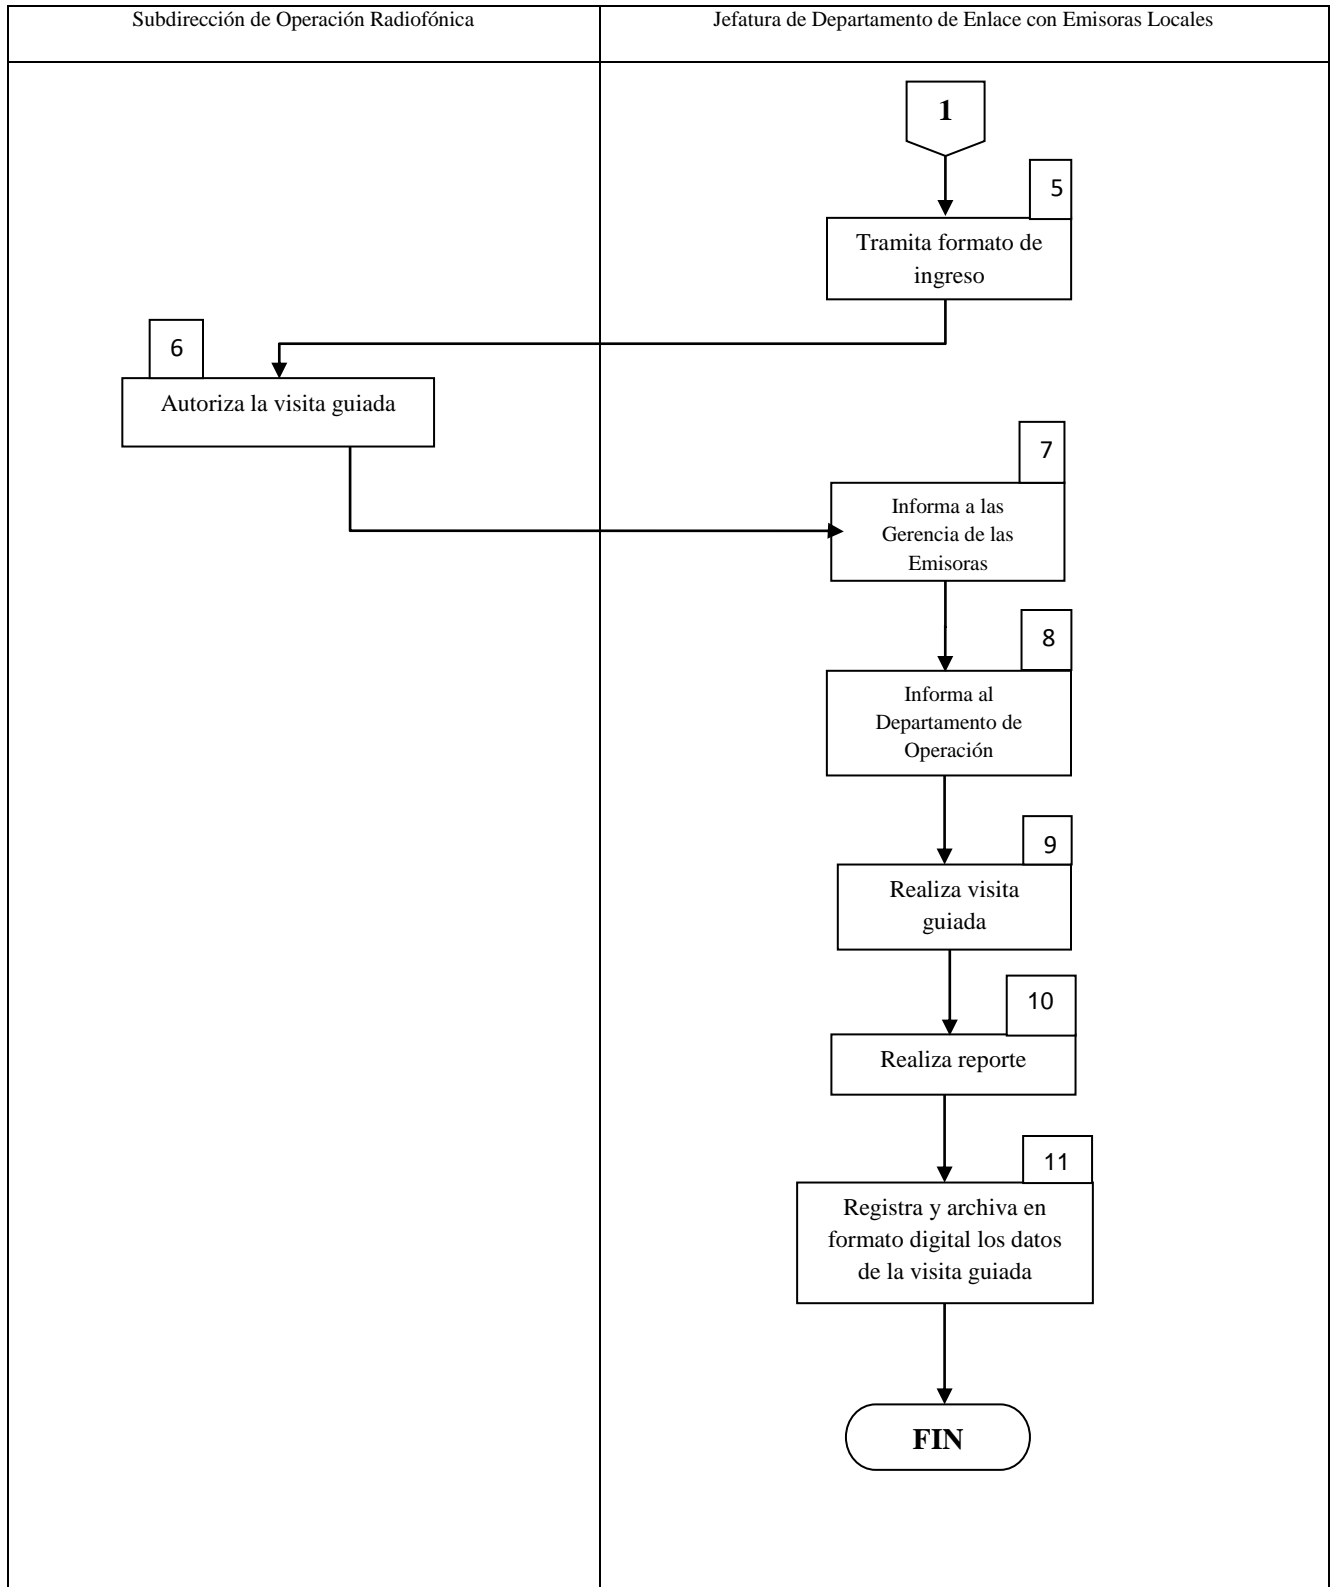 Subdirección de Operación Radiofónica
Jefatura de Departamento de Enlace con Emisoras Locales
1
5
Tramita formato de
ingreso
6
Autoriza la visita guiada
7
Informa a las
Gerencia de las
Emisoras
8
Informa al
Departamento de
Operación
9
Realiza visita
guiada
10
Realiza reporte
11
Registra y archiva en
formato digital los datos
de la visita guiada
FIN